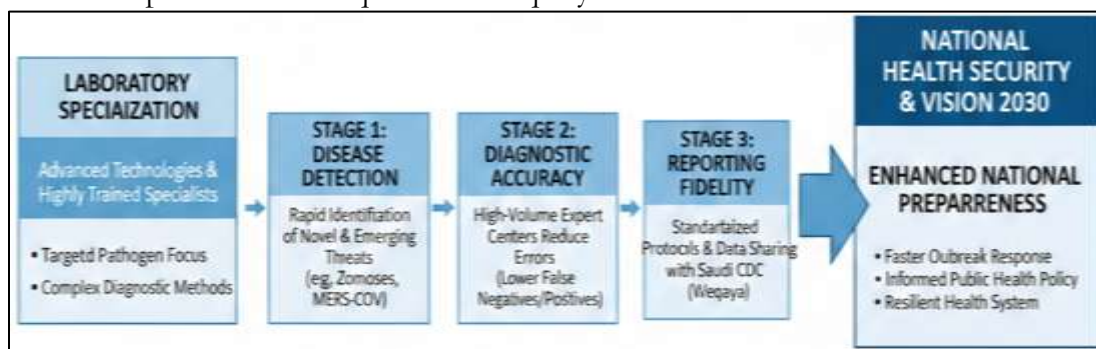 LABORATORY
SPECIAIZATION
Advanced Technologies &
Highly Trained Specialists
• Targetd Pathogen Focus
• Complex Diagnostic Methods
STAGE 1:
DISEASE
DETECTION
Rapid Identifiation
of Novel & Emerging
Threats
(eg, Zomoses,
MERS-COV)
STAGE 2:
DIAGNOSTIC
ACCURACY
High-Volume Expert
Centers Reduce
Errors
(Lower False
Negatives/Postives)
STAGE 3:
REPORTING
FIDELITY
Standartaized
Protocols & Data Sharing
with Saudi CDC
(Weqaya)
NATIONAL
HEALTH SECURITY
& VISION 2030
ENHANCED NATIONAL
PREPARRENESS
• Faster Outbreak Response
• Informed Public Health Policy
• Resilient Health System